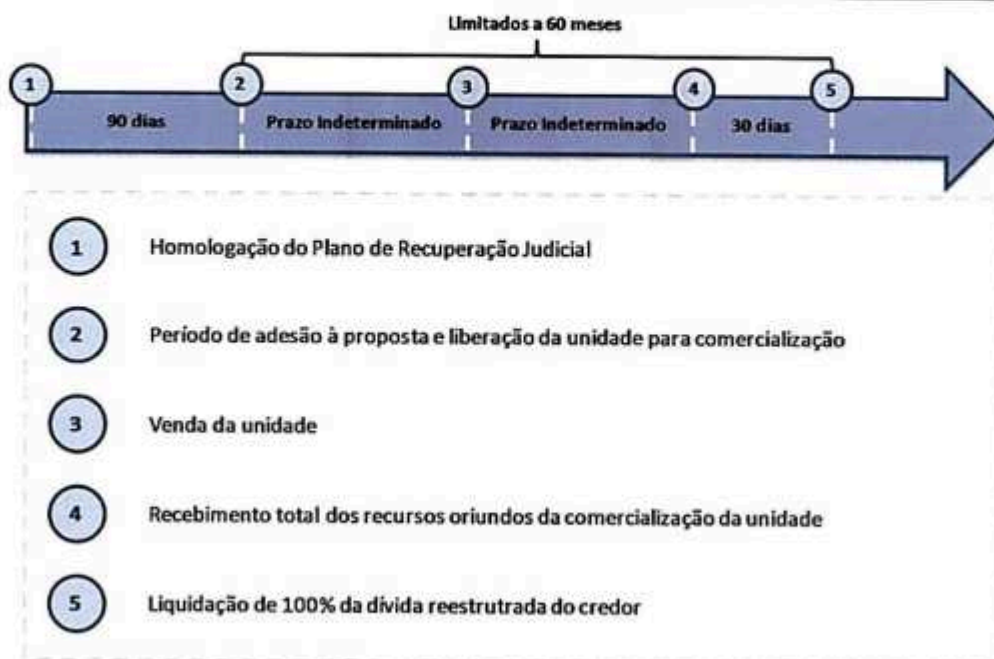 Limitados a 60 meses
1 2 3 4 5
90 dias Prazo Indeterminado Prazo Indeterminado 30 dias
1 Homologação do Plano de Recuperação Judicial
2 Período de adesão à proposta e liberação da unidade para comercialização
3 Venda da unidade
4 Recebimento total dos recursos oriundos da comercialização da unidade
5 Liquidação de 100% da dívida reestrutrada do credor